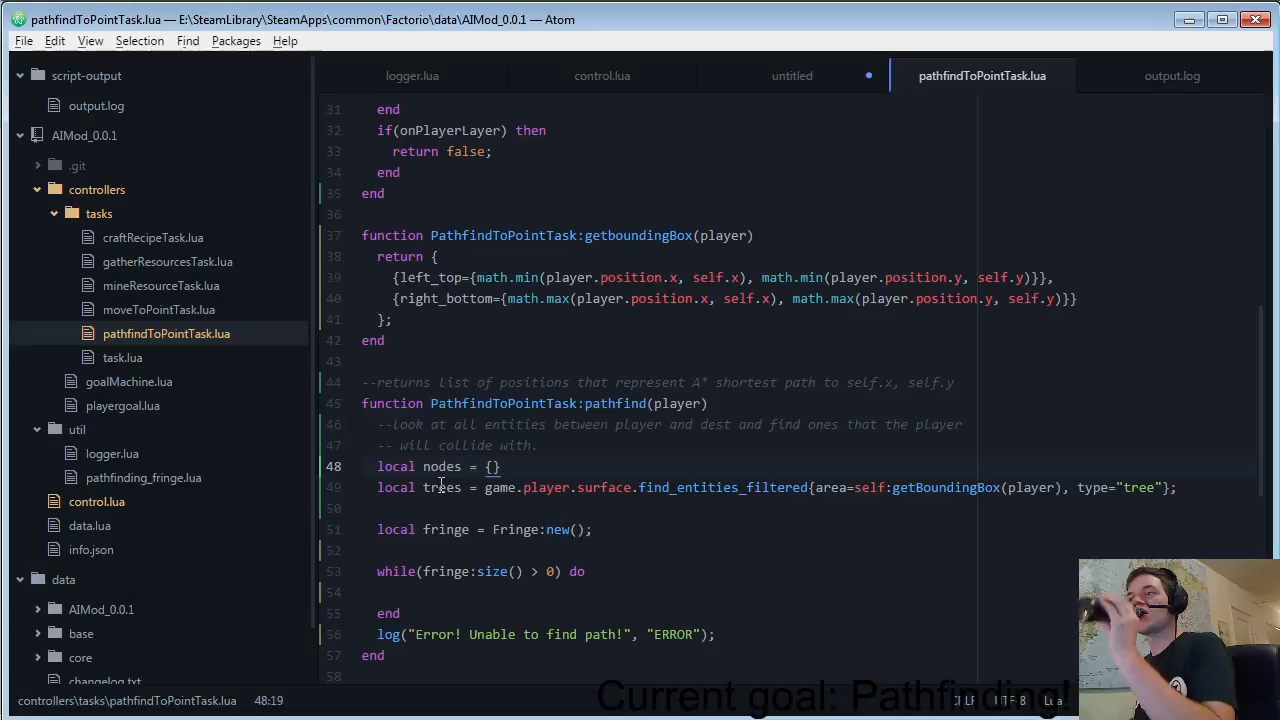 pathfindToPointTask.lua — E:\SteamLibrary\SteamApps\common\Factorio\data\AIMod_0.0.1 — Atom
File Edit View Selection Find Packages Help
script-output
output.log
AIMod_0.0.1
.git
controllers
tasks
craftRecipeTask.lua
gatherResourcesTask.lua
mineResourceTask.lua
moveToPointTask.lua
pathfindToPointTask.lua
task.lua
goalMachine.lua
playergoal.lua
util
logger.lua
pathfinding_fringe.lua
control.lua
data.lua
info.json
data
AIMod_0.0.1
base
core
changelog.txt
logger.lua control.lua untitled pathfindToPointTask.lua output.log
31 end
32 if(onPlayerLayer) then
33 return false;
34 end
35 end
36
37 function PathfindToPointTask:getboundingBox(player)
38 return {
39 {left_top={math.min(player.position.x, self.x), math.min(player.position.y, self.y)}},
40 {right_bottom={math.max(player.position.x, self.x), math.max(player.position.y, self.y)}}
41 };
42 end
43
44 --returns list of positions that represent A* shortest path to self.x, self.y
45 function PathfindToPointTask:pathfind(player)
46 --look at all entities between player and dest and find ones that the player
47 -- will collide with.
48 local nodes = {}
49 local trees = game.player.surface.find_entities_filtered{area=self:getBoundingBox(player), type="tree"};
50
51 local fringe = Fringe:new();
52
53 while(fringe:size() > 0) do
54
55 end
56 log("Error! Unable to find path!", "ERROR");
57 end
58
controllers\tasks\pathfindToPointTask.lua 48:19 CRLF UTF-8 Lua
Current goal: Pathfinding!